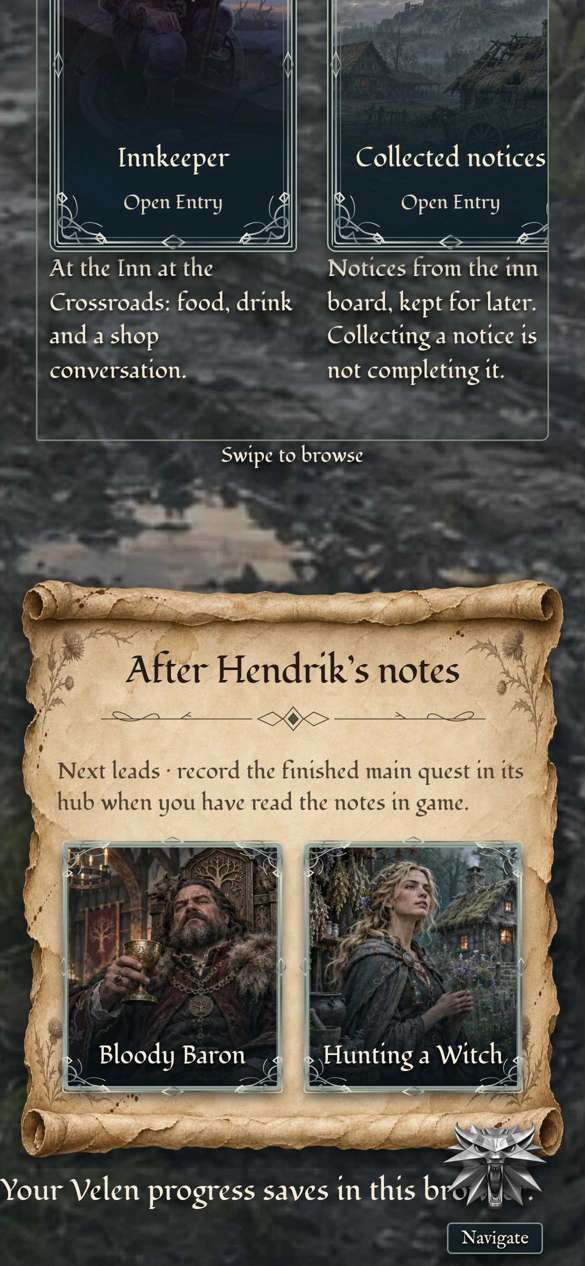 Innkeeper
Open Entry
Collected notices
Open Entry
At the Inn at the
Crossroads: food, drink
and a shop
conversation.
Notices from the inn
board, kept for later.
Collecting a notice is
not completing it.
Swipe to browse
After Hendrik's notes
Next leads · record the finished main quest in its
hub when you have read the notes in game.
Bloody Baron
Hunting a Witch
Your Velen progress saves in this
Navigate